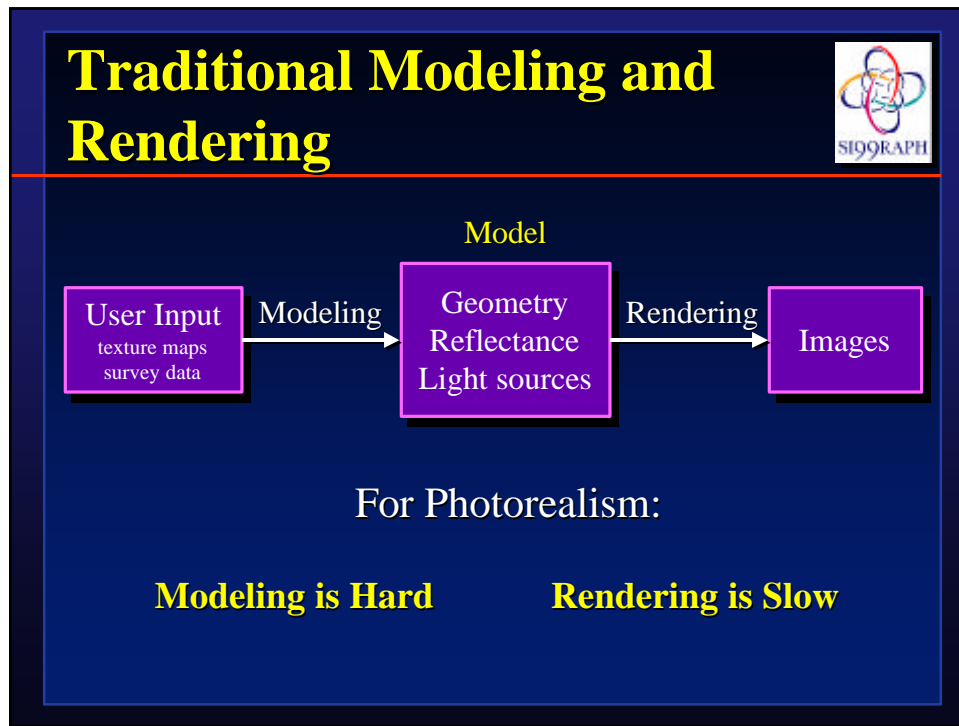 Traditional Modeling and
Rendering
SI99RAPH
Model
User Input
texture maps
survey data
Modeling
Geometry
Reflectance
Light sources
Rendering
Images
For Photorealism:
Modeling is Hard
Rendering is Slow